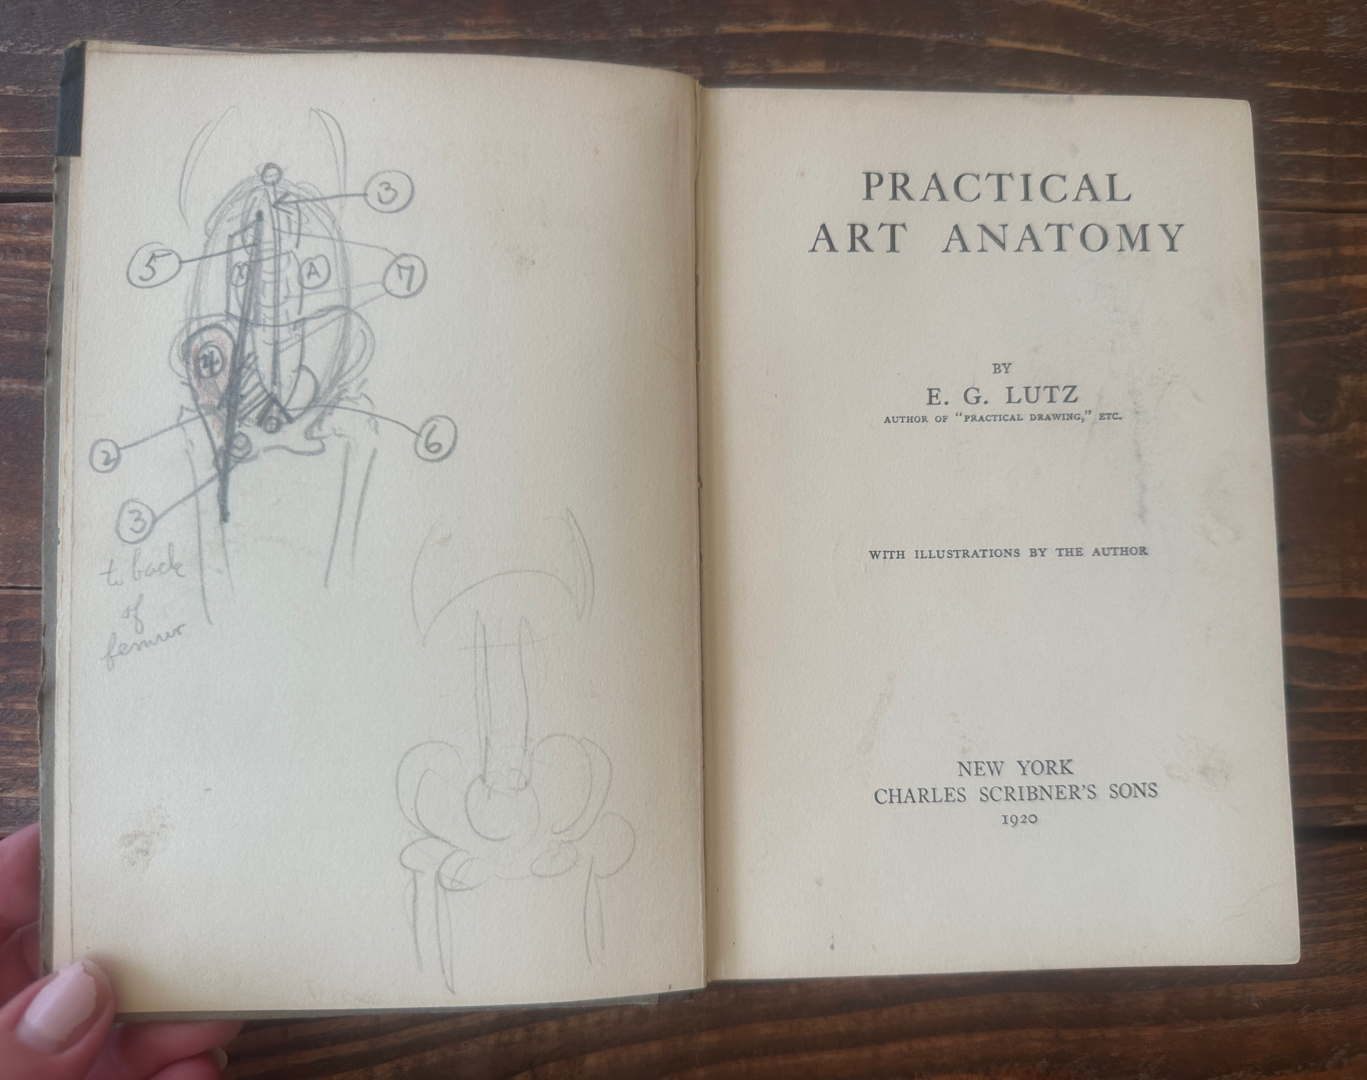 3
5
7
A
4
2
6
3
to back
of
femur
PRACTICAL
ART ANATOMY
BY
E. G. LUTZ
AUTHOR OF “PRACTICAL DRAWING,” ETC.
WITH ILLUSTRATIONS BY THE AUTHOR
NEW YORK
CHARLES SCRIBNER'S SONS
1920